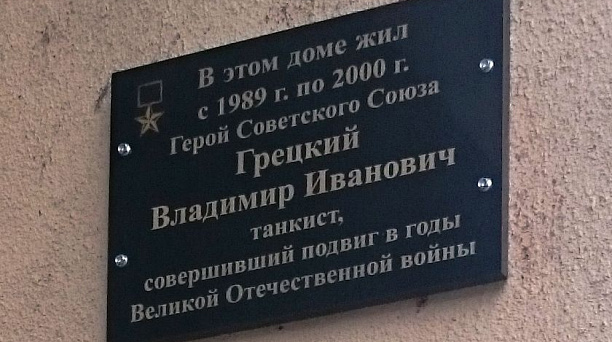 В этом доме жил
с 1989 г. по 2000 г.
Герой Советского Союза
Грецкий
Владимир Иванович
танкист,
совершивший подвиг в годы
Великой Отечественной войны